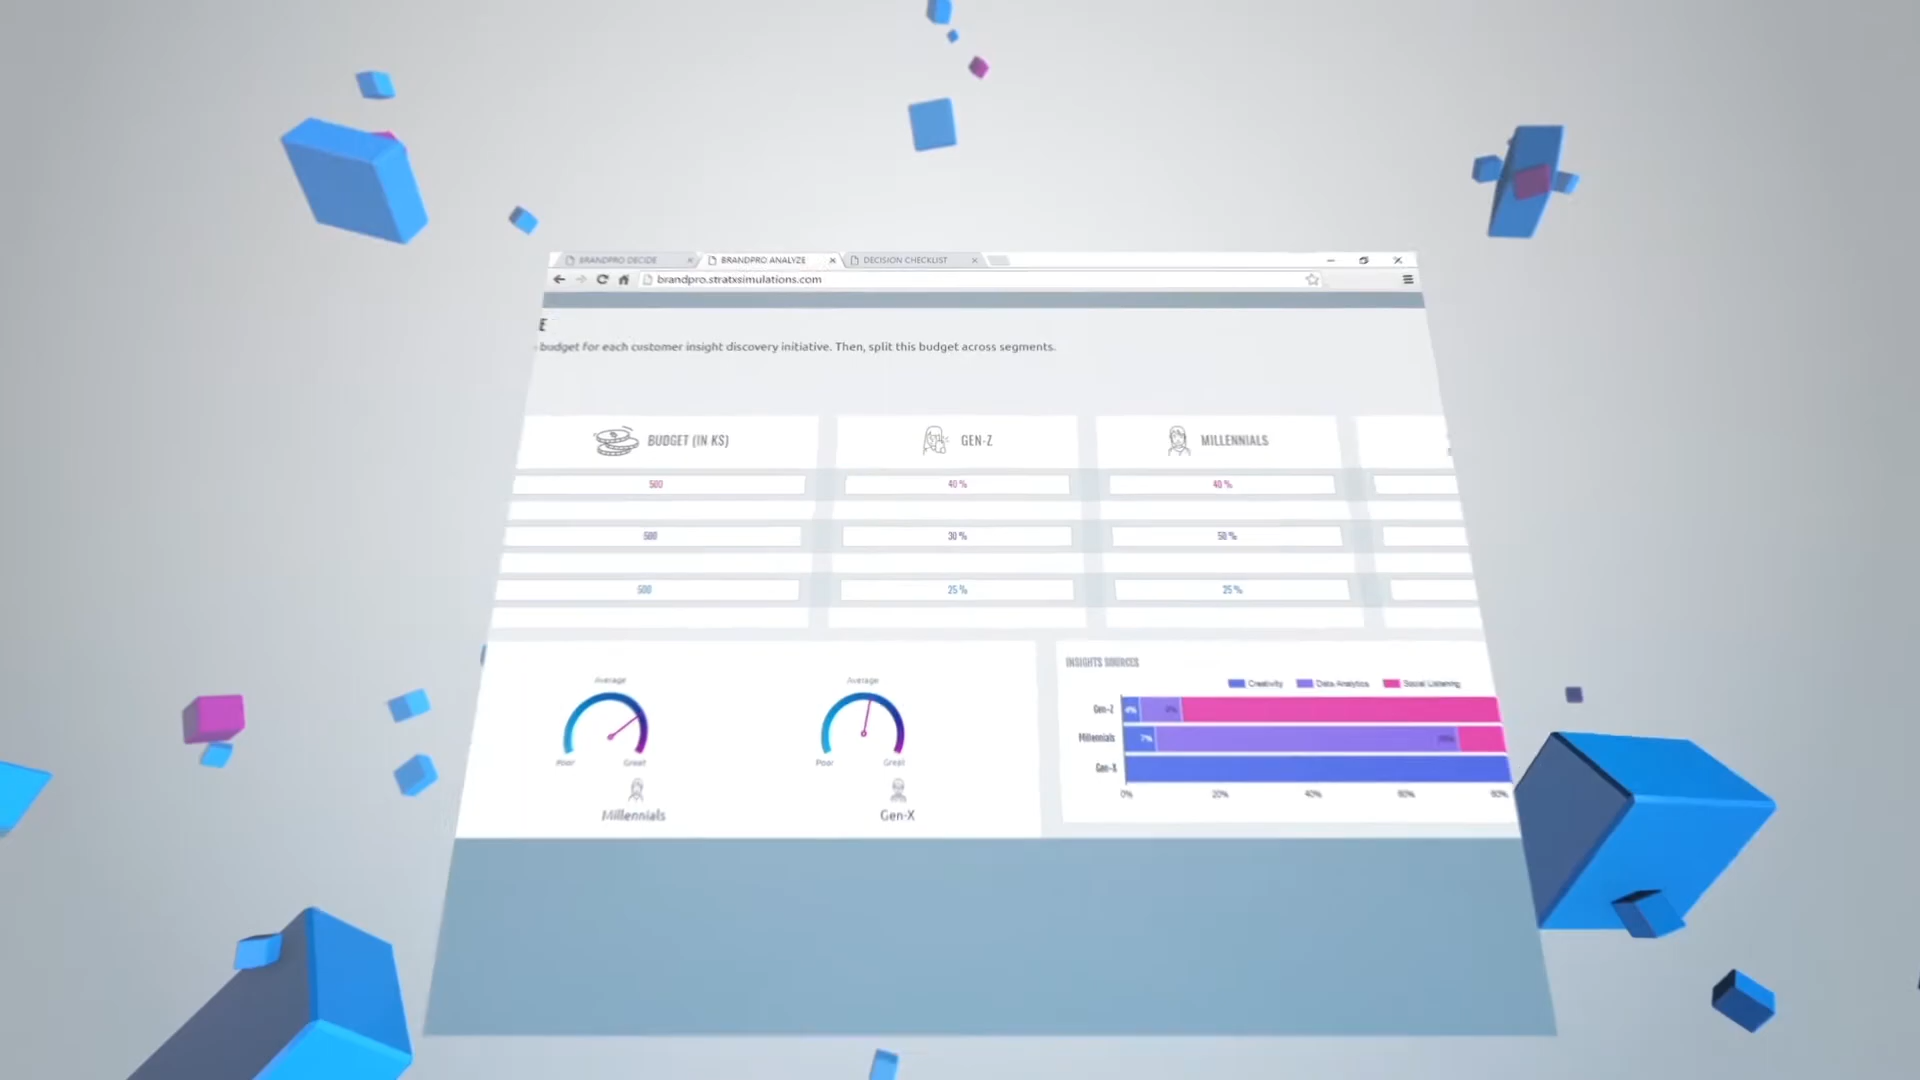 BRANDPRO DECIDE BRANDPRO ANALYZE DECISION CHECKLIST
brandpro.stratxsimulations.com
budget for each customer insight discovery initiative. Then, split this budget across segments.
BUDGET (IN K$) GEN-Z MILLENNIALS
500 40 % 40 %
500 30 % 50 %
500 25 % 25 %
INSIGHTS SOURCES
Average Average
Creativity Data Analytics Social Listening
Gen-Z
Millennials 7%
Gen-X
Poor Great Poor Great
0% 20% 40% 60% 80%
Millennials Gen-X